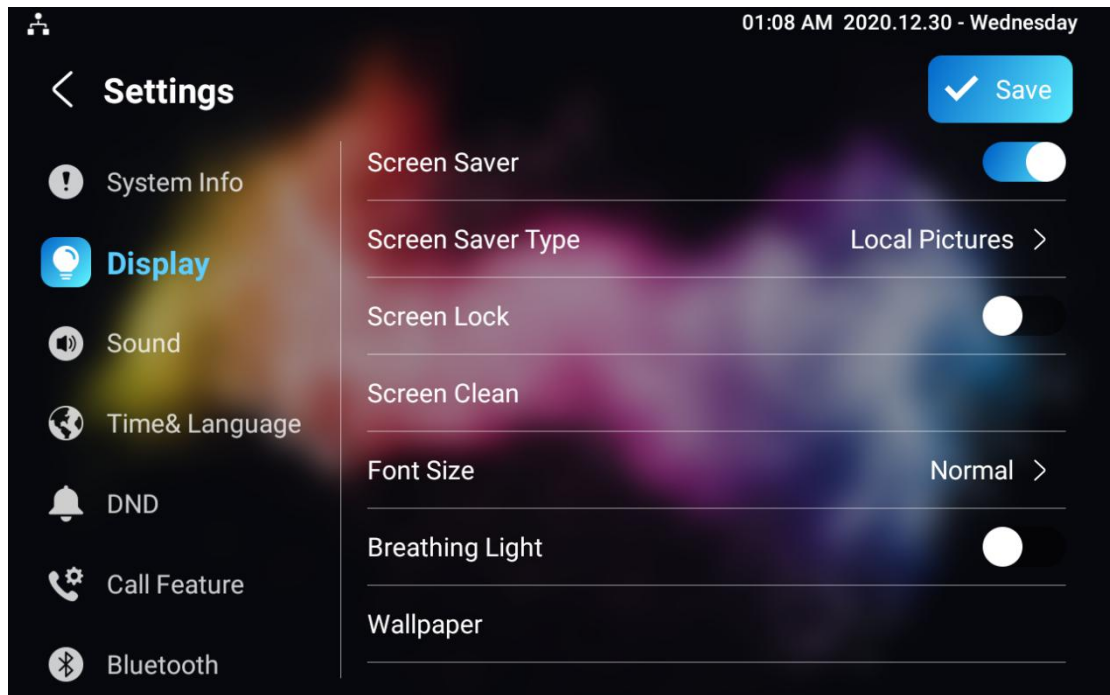 01:08 AM 2020.12.30 - Wednesday
Settings
Save
System Info
Display
Sound
Time& Language
DND
Call Feature
Bluetooth
Screen Saver
Screen Saver Type Local Pictures
Screen Lock
Screen Clean
Font Size Normal
Breathing Light
Wallpaper